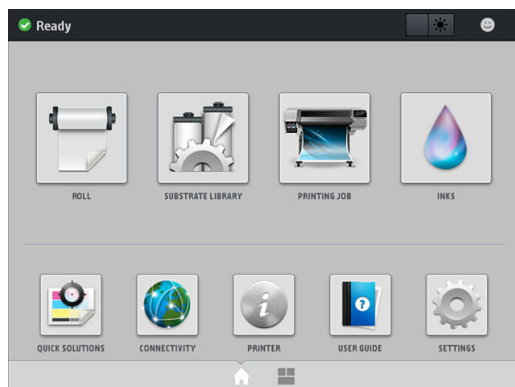 Ready
ROLL
SUBSTRATE LIBRARY
PRINTING JOB
INKS
QUICK SOLUTIONS
CONNECTIVITY
PRINTER
USER GUIDE
SETTINGS